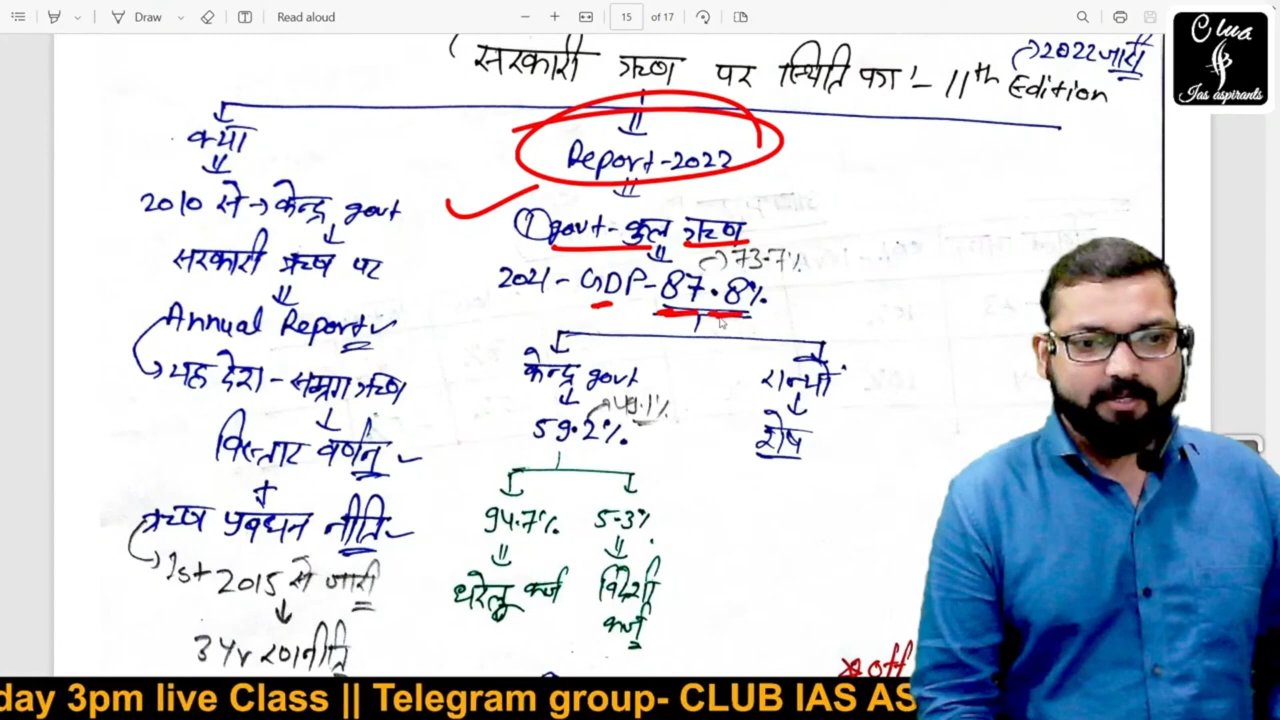 Draw
Read aloud
15 of 17
Club
Ias aspirants
सरकारी ऋण पर स्थिति का :- 11th Edition
2022 जारी
क्या
2010 से → केन्द्र govt
सरकारी ऋण पर
Annual Report
यह देश - समग्र ऋण
विस्तार वर्णन
+
ऋण प्रबंधन नीति
1st 2015 से जारी
3 Yr रणनीति
Report-2022
① govt - कुल ऋण
73.7%
2021 - GDP - 87.8%
केन्द्र govt
49.1%
59.2%
राज्यों
शेष
94.7%
5.3%
घरेलू कर्ज
विदेशी
कर्ज
off
day 3pm live Class || Telegram group- CLUB IAS AS